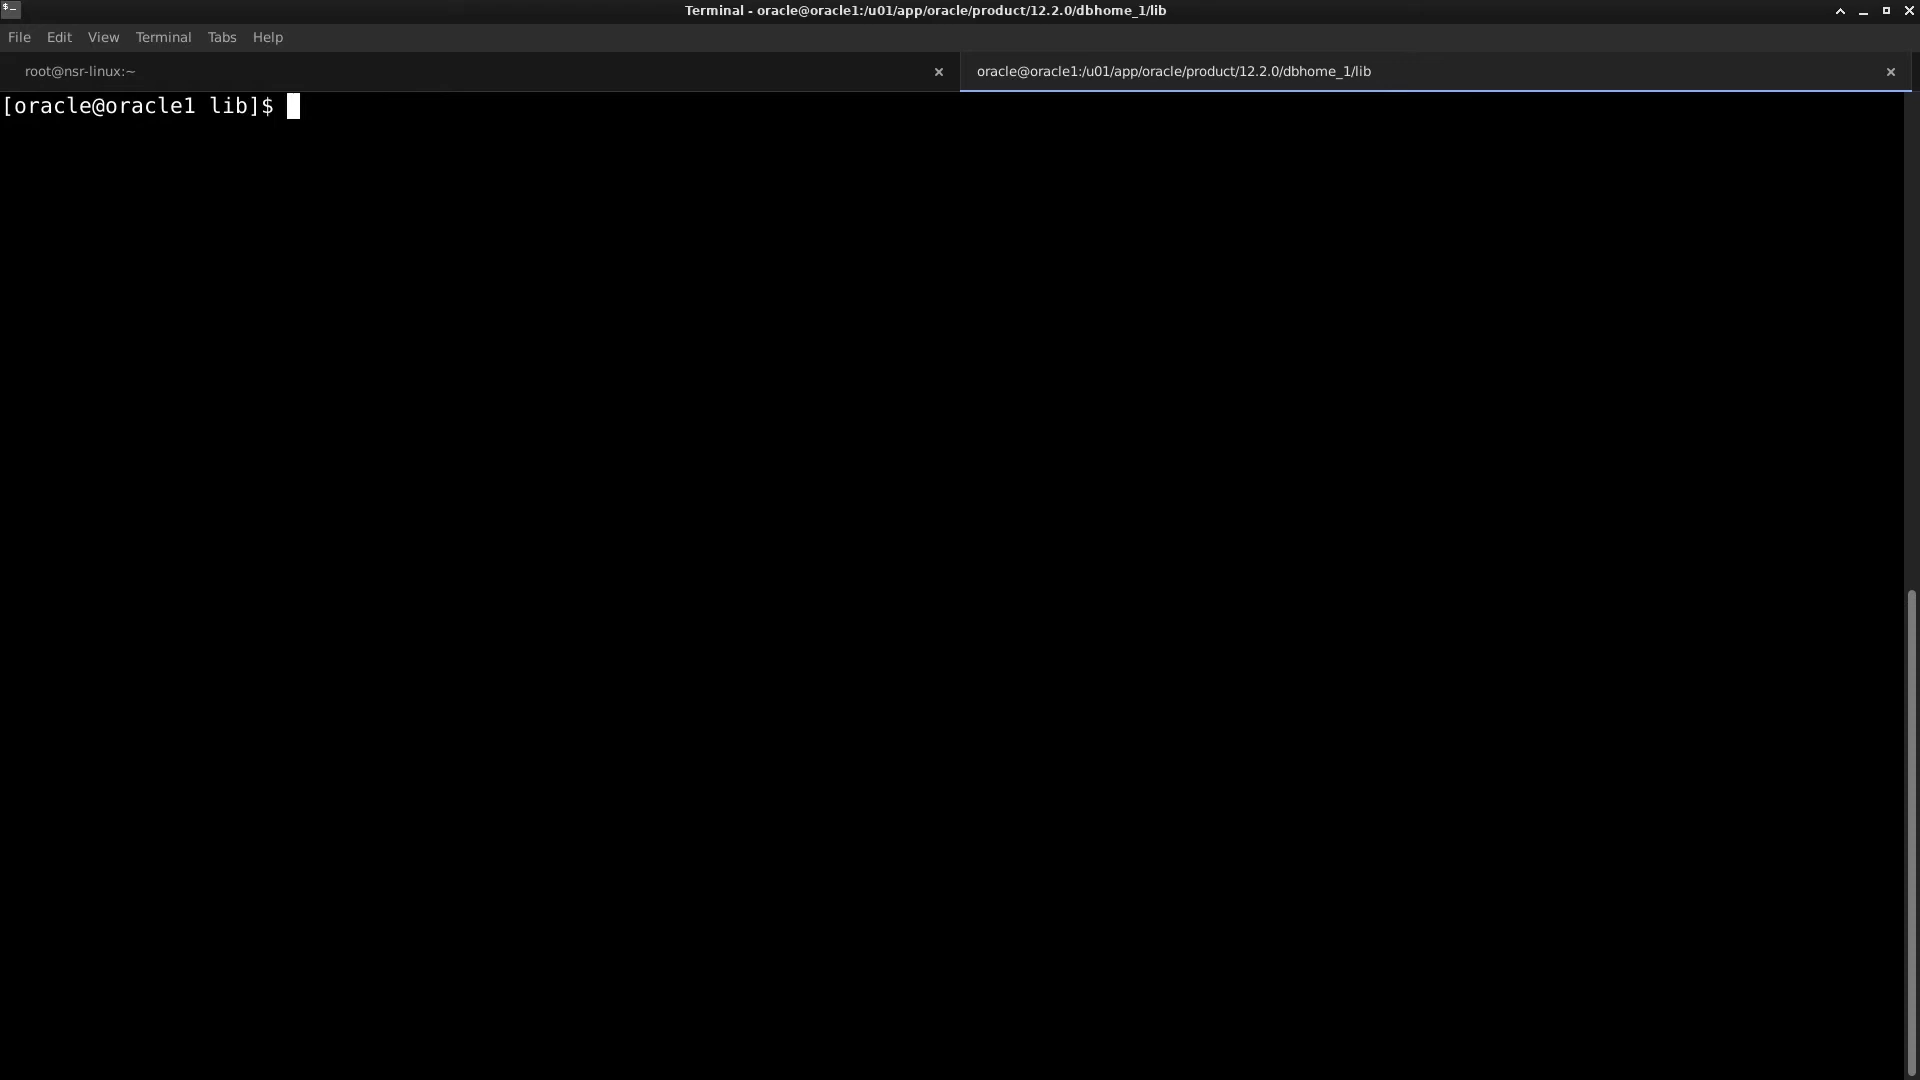 Terminal - oracle@oracle1:/u01/app/oracle/product/12.2.0/dbhome_1/lib
File Edit View Terminal Tabs Help
root@nsr-linux:~
oracle@oracle1:/u01/app/oracle/product/12.2.0/dbhome_1/lib
[oracle@oracle1 lib]$